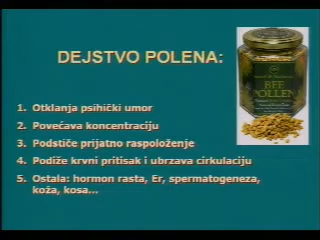 DEJSTVO POLENA:
1. Otklanja psihički umor
2. Povećava koncentraciju
3. Podstiče prijatno raspoloženje
4. Podiže krvni pritisak i ubrzava cirkulaciju
5. Ostala: hormon rasta, Er, spermatogeneza,
koža, kosa...
BEE
POLLEN